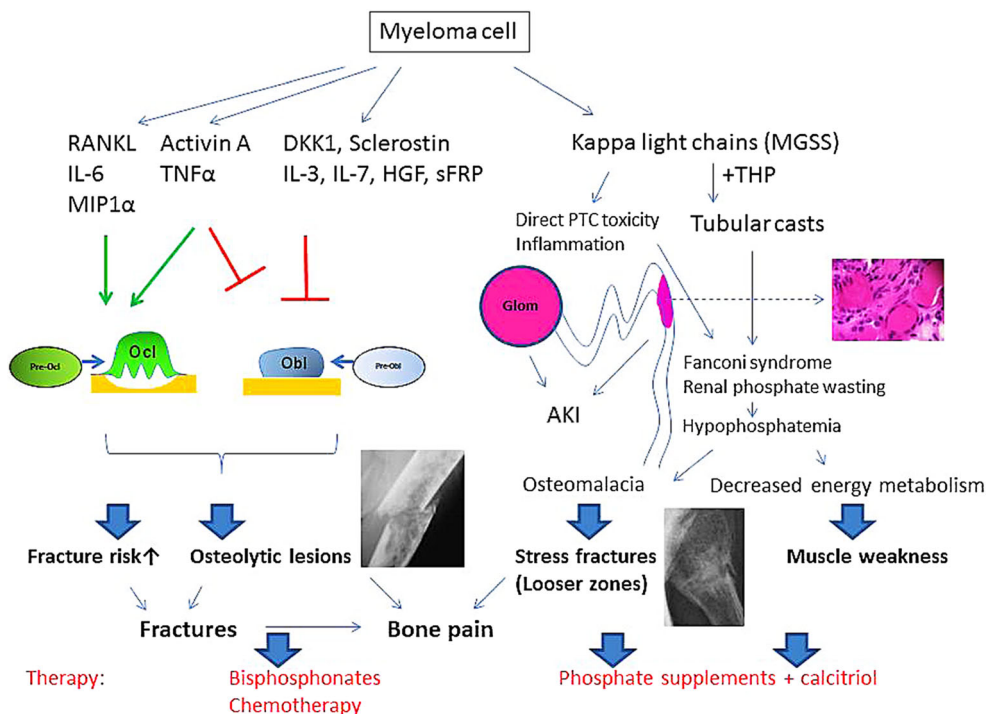 Myeloma cell
RANKL
IL-6
MIP1α
Activin A
TNFα
DKK1, Sclerostin
IL-3, IL-7, HGF, sFRP
Kappa light chains (MGSS)
+THP
Direct PTC toxicity
Inflammation
Tubular casts
Glom
Pre-Ocl
Ocl
Obl
Pre-Obl
AKI
Fanconi syndrome
Renal phosphate wasting
Hypophosphatemia
Osteomalacia
Decreased energy metabolism
Fracture risk↑
Osteolytic lesions
Stress fractures
(Looser zones)
Muscle weakness
Fractures
Bone pain
Therapy:
Bisphosphonates
Chemotherapy
Phosphate supplements + calcitriol